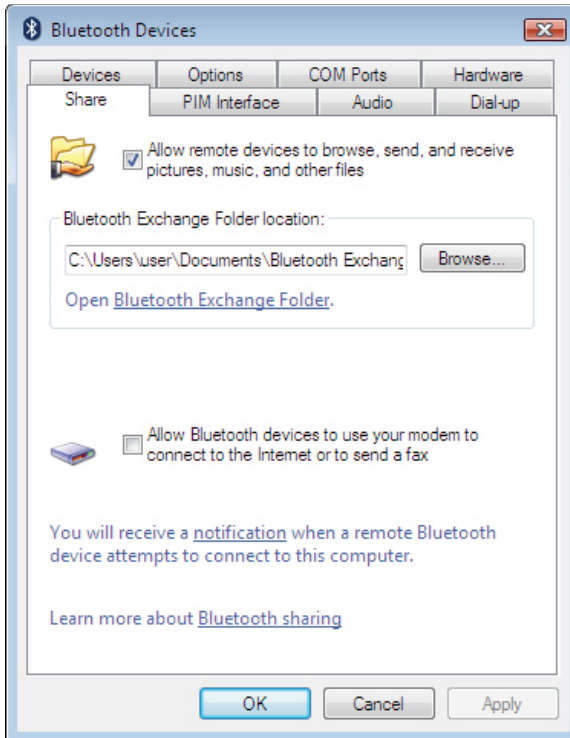 Bluetooth Devices
Devices Options COM Ports Hardware
Share PIM Interface Audio Dial-up
Allow remote devices to browse, send, and receive
pictures, music, and other files
Bluetooth Exchange Folder location:
C:\Users\user\Documents\Bluetooth Exchang Browse...
Open Bluetooth Exchange Folder.
Allow Bluetooth devices to use your modem to
connect to the Internet or to send a fax
You will receive a notification when a remote Bluetooth
device attempts to connect to this computer.
Learn more about Bluetooth sharing
OK Cancel Apply